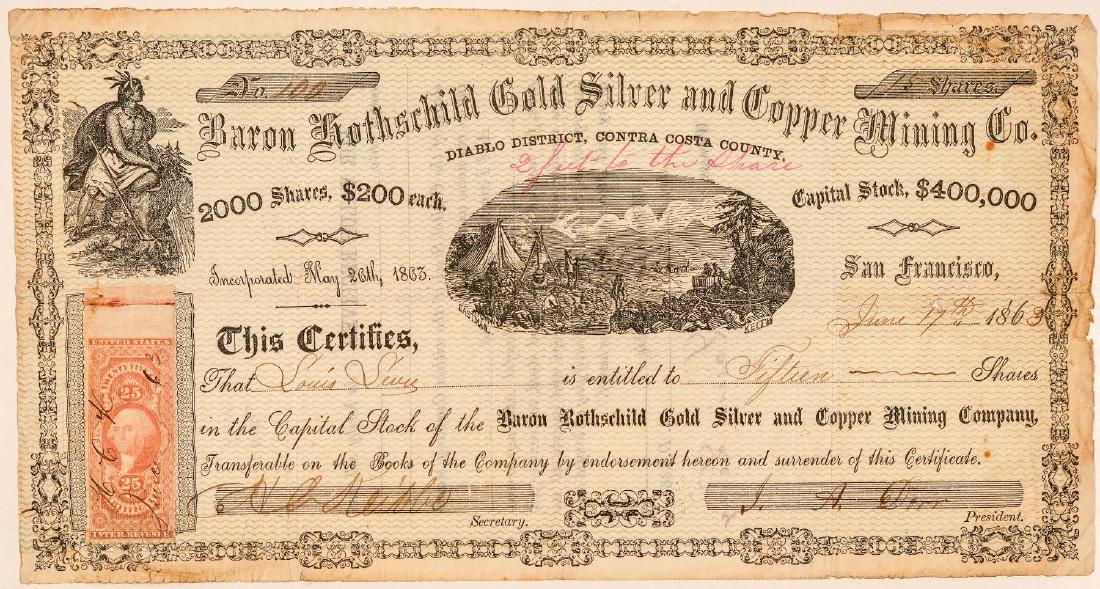 No. 100
15 Shares.
Baron Rothschild Gold Silver and Copper Mining Co.
DIABLO DISTRICT, CONTRA COSTA COUNTY,
2 feet to the Share
2000 Shares, $200 each.
Capital Stock, $400,000
Incorporated May 26th, 1863.
San Francisco,
June 17th 1863
EASTMAN
KEITH
This Certifies,
That Louis Levy is entitled to Fifteen Shares
in the Capital Stock of the Baron Rothschild Gold Silver and Copper Mining Company,
Transferable on the Books of the Company by endorsement hereon and surrender of this Certificate.
Secretary.
President.
UNITED STATES
25
25
INTER. REVENUE
June
63